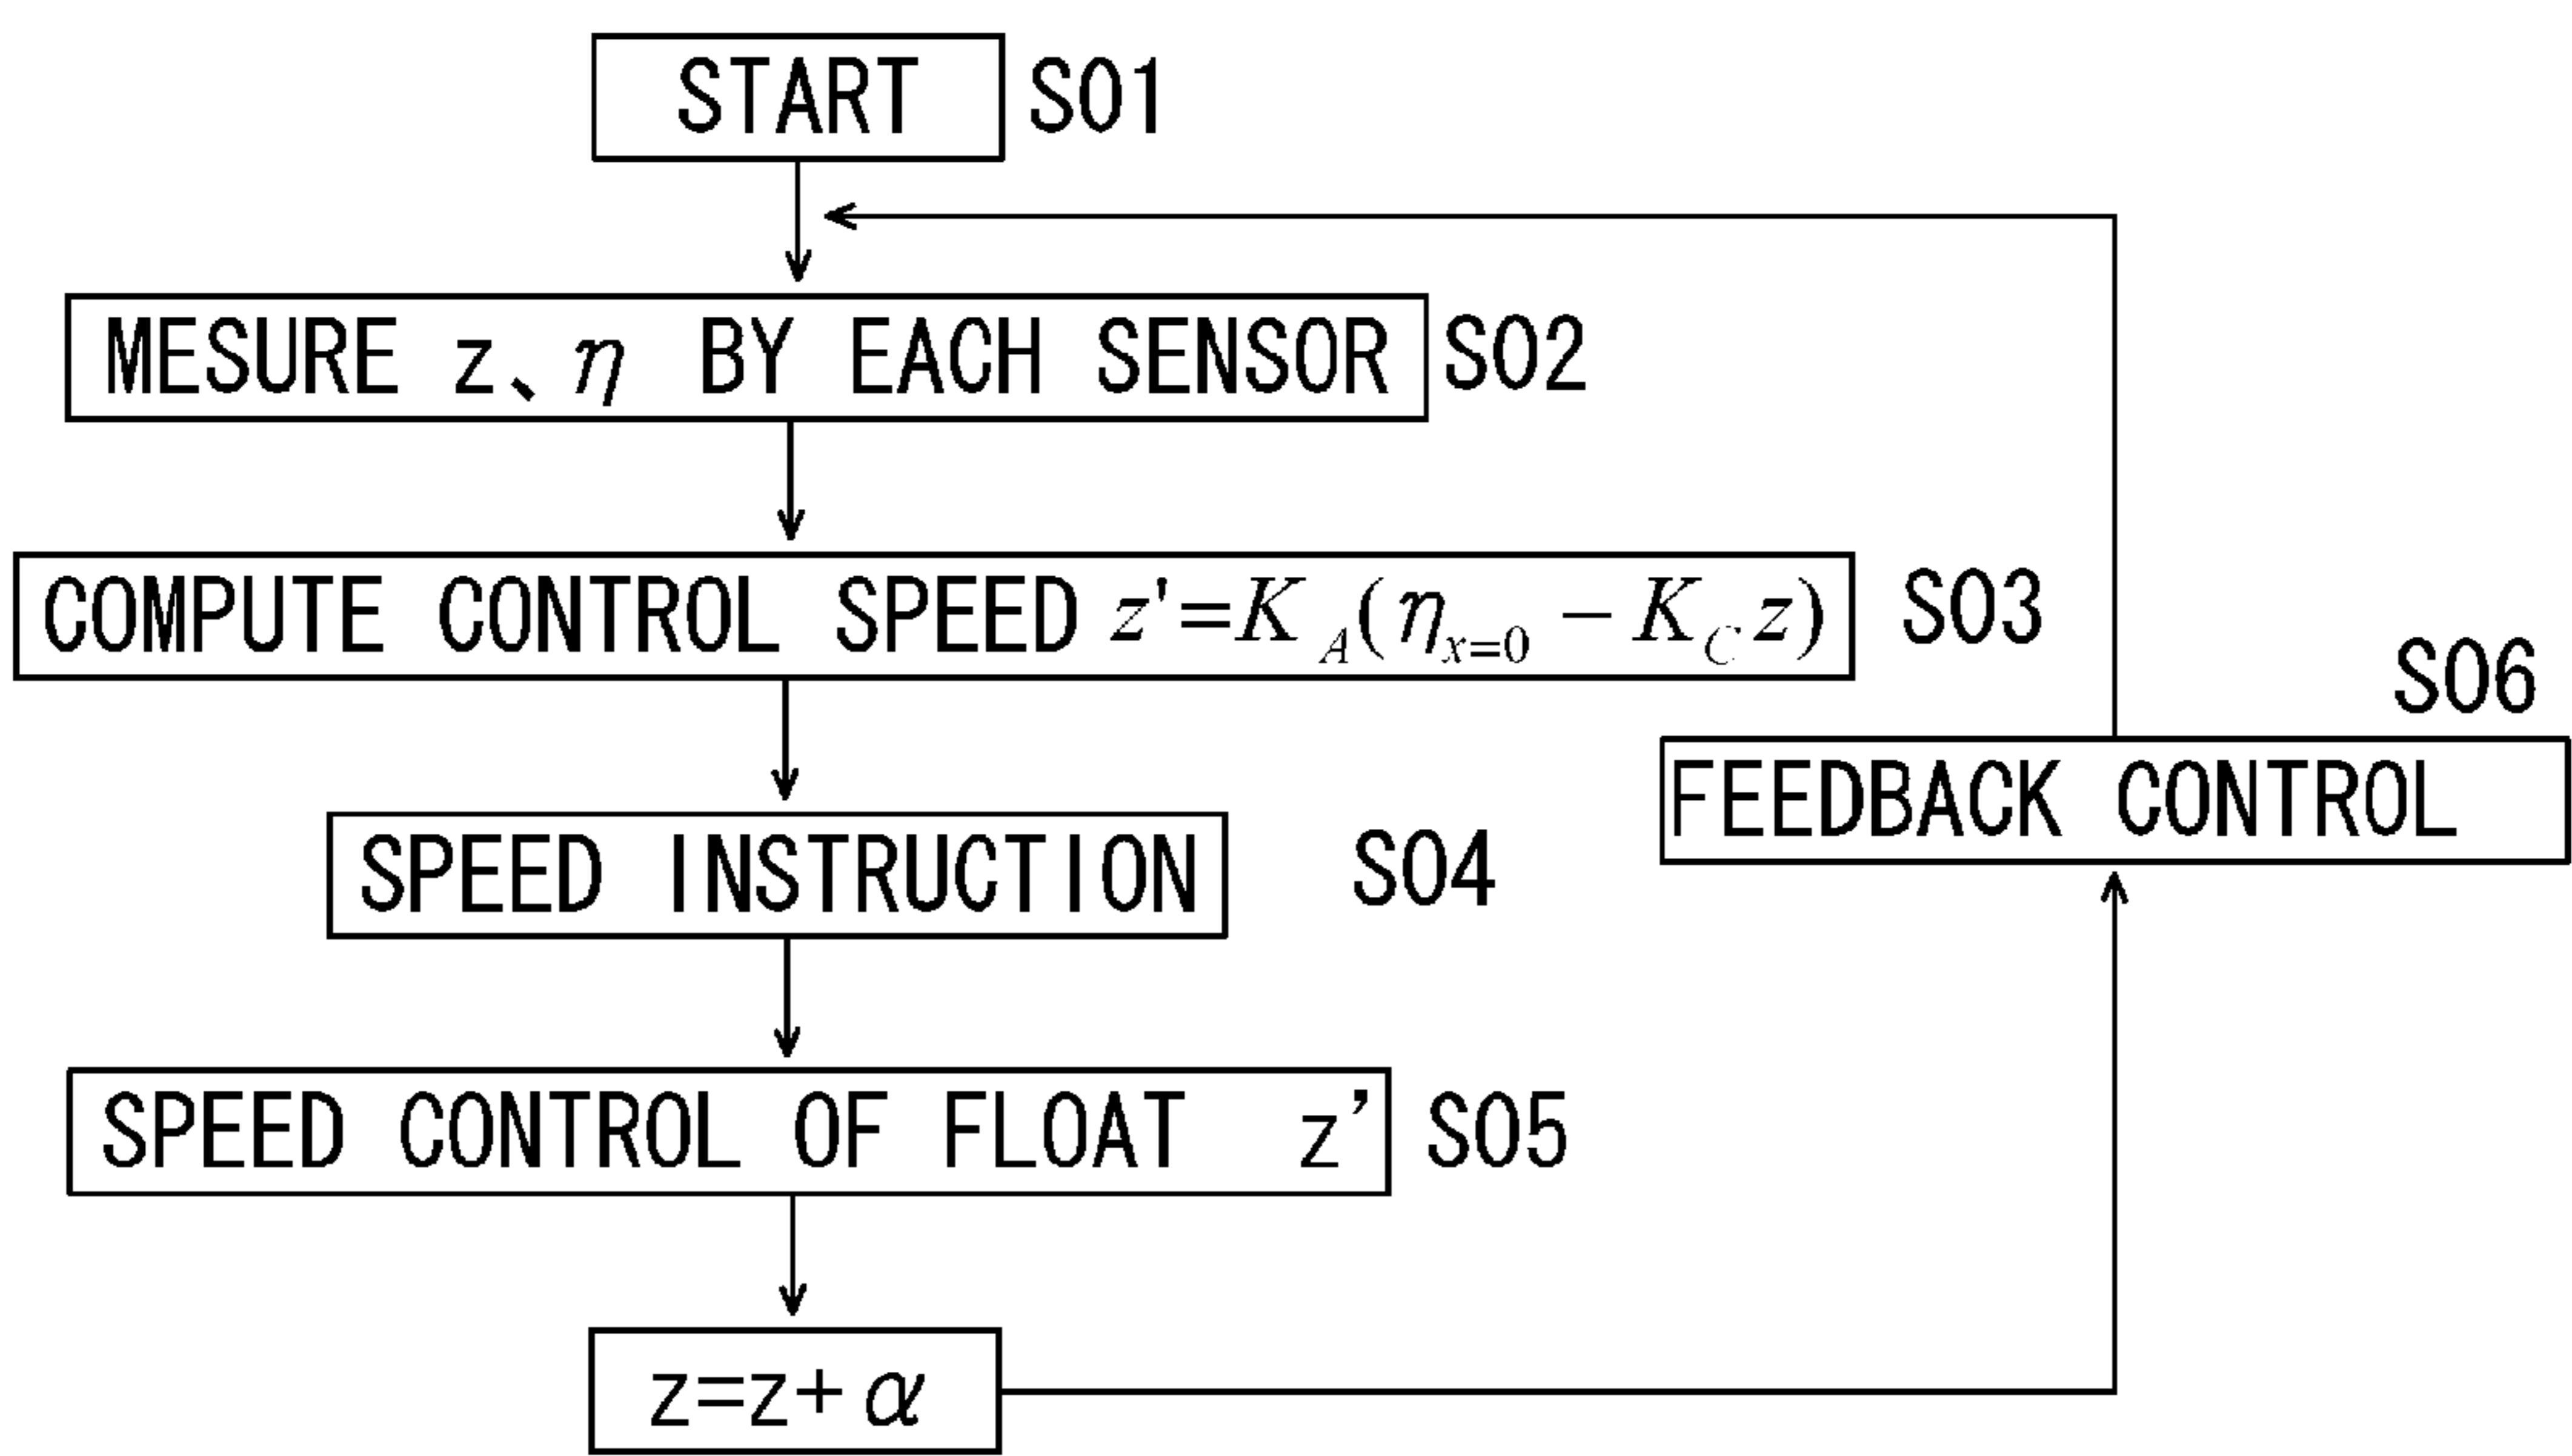 START S01
MESURE z、η BY EACH SENSOR S02
COMPUTE CONTROL SPEED z'=K_A(η_{x=0} − K_C z) S03
S06
FEEDBACK CONTROL
SPEED INSTRUCTION S04
SPEED CONTROL OF FLOAT z' S05
z=z+α